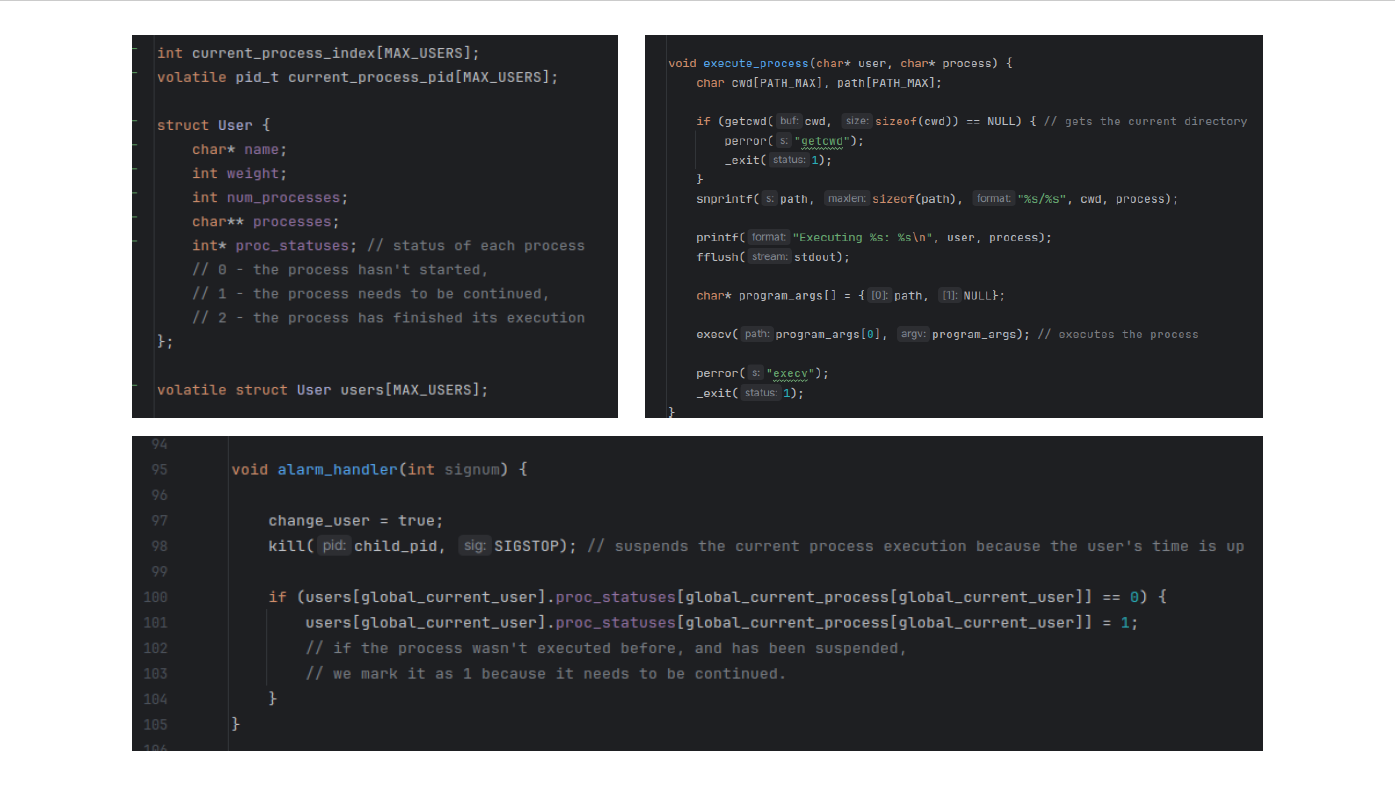 int current_process_index[MAX_USERS];
volatile pid_t current_process_pid[MAX_USERS];
struct User {
char* name;
int weight;
int num_processes;
char** processes;
int* proc_statuses; // status of each process
// 0 - the process hasn't started,
// 1 - the process needs to be continued,
// 2 - the process has finished its execution
};
volatile struct User users[MAX_USERS];
void execute_process(char* user, char* process) {
char cwd[PATH_MAX], path[PATH_MAX];
if (getcwd( buf: cwd, size: sizeof(cwd)) == NULL) { // gets the current directory
perror( s: "getcwd");
_exit( status: 1);
}
snprintf( s: path, maxlen: sizeof(path), format: "%s/%s", cwd, process);
printf( format: "Executing %s: %s\n", user, process);
fflush( stream: stdout);
char* program_args[] = { [0]: path, [1]: NULL};
execv( path: program_args[0], argv: program_args); // executes the process
perror( s: "execv");
_exit( status: 1);
}
94
95 void alarm_handler(int signum) {
96
97 change_user = true;
98 kill( pid: child_pid, sig: SIGSTOP); // suspends the current process execution because the user's time is up
99
100 if (users[global_current_user].proc_statuses[global_current_process[global_current_user]] == 0) {
101 users[global_current_user].proc_statuses[global_current_process[global_current_user]] = 1;
102 // if the process wasn't executed before, and has been suspended,
103 // we mark it as 1 because it needs to be continued.
104 }
105 }
106